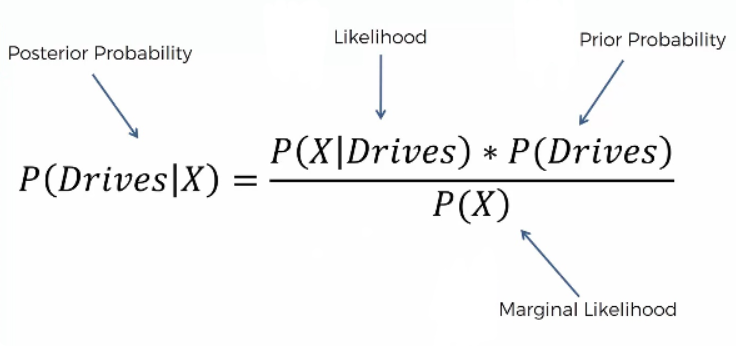 Posterior Probability
Likelihood
Prior Probability
P(Drives|X) = P(X|Drives) * P(Drives)
P(X)
Marginal Likelihood